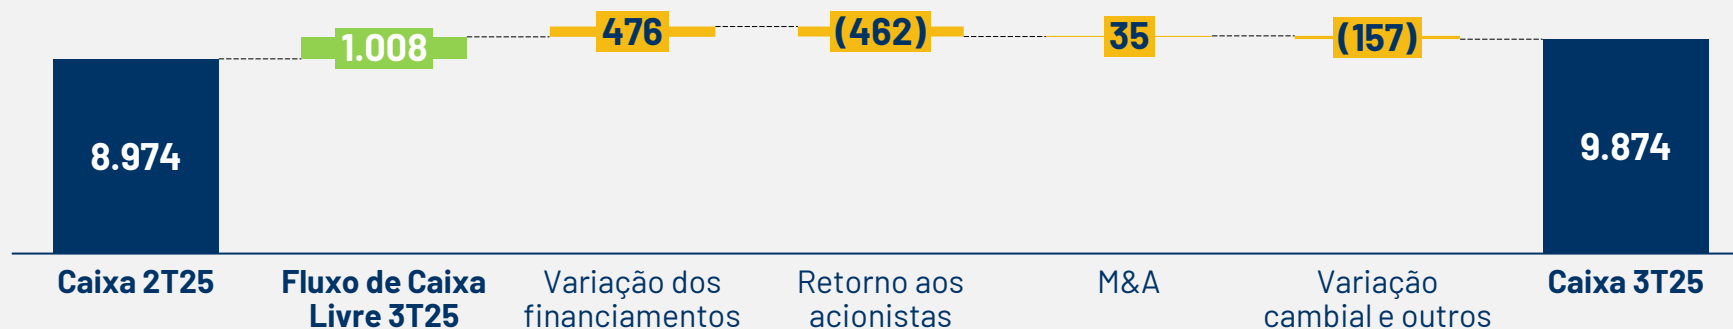 8.974
1.008
476
(462)
35
(157)
9.874
Caixa 2T25
Fluxo de Caixa
Livre 3T25
Variação dos
financiamentos
Retorno aos
acionistas
M&A
Variação
cambial e outros
Caixa 3T25